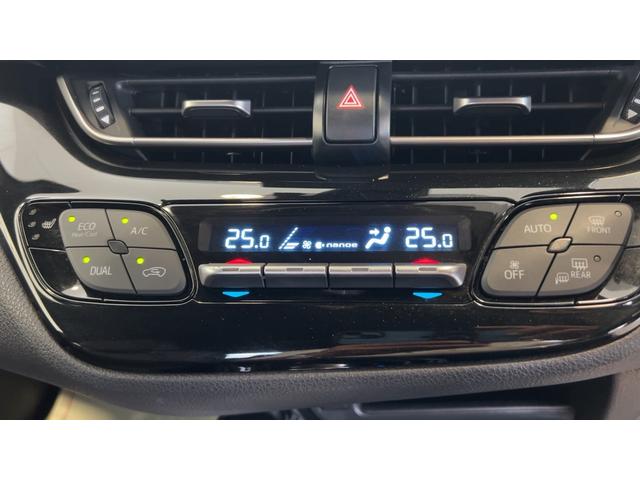 ECO
Heat/Cool
A/C
DUAL
25.0
nanoe
25.0
AUTO
FRONT
OFF
REAR